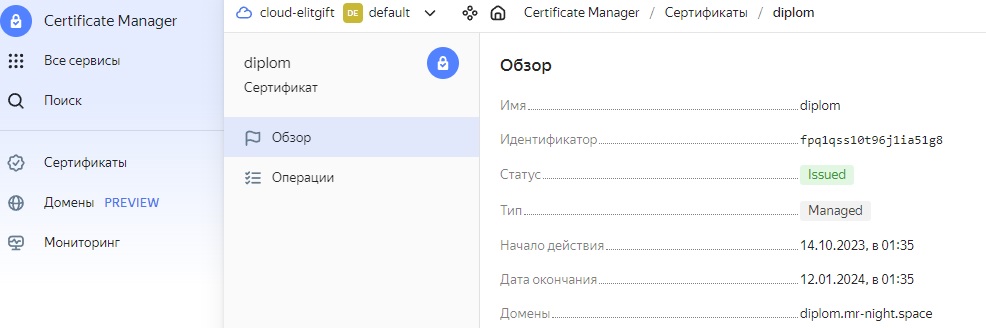 Certificate Manager
Все сервисы
Поиск
Сертификаты
Домены PREVIEW
Мониторинг
cloud-elitgift DE default Certificate Manager / Сертификаты / diplom
diplom
Сертификат
Обзор
Операции
Обзор
Имя diplom
Идентификатор fpq1qss10t96j1ia51g8
Статус Issued
Тип Managed
Начало действия 14.10.2023, в 01:35
Дата окончания 12.01.2024, в 01:35
Домены diplom.mr-night.space